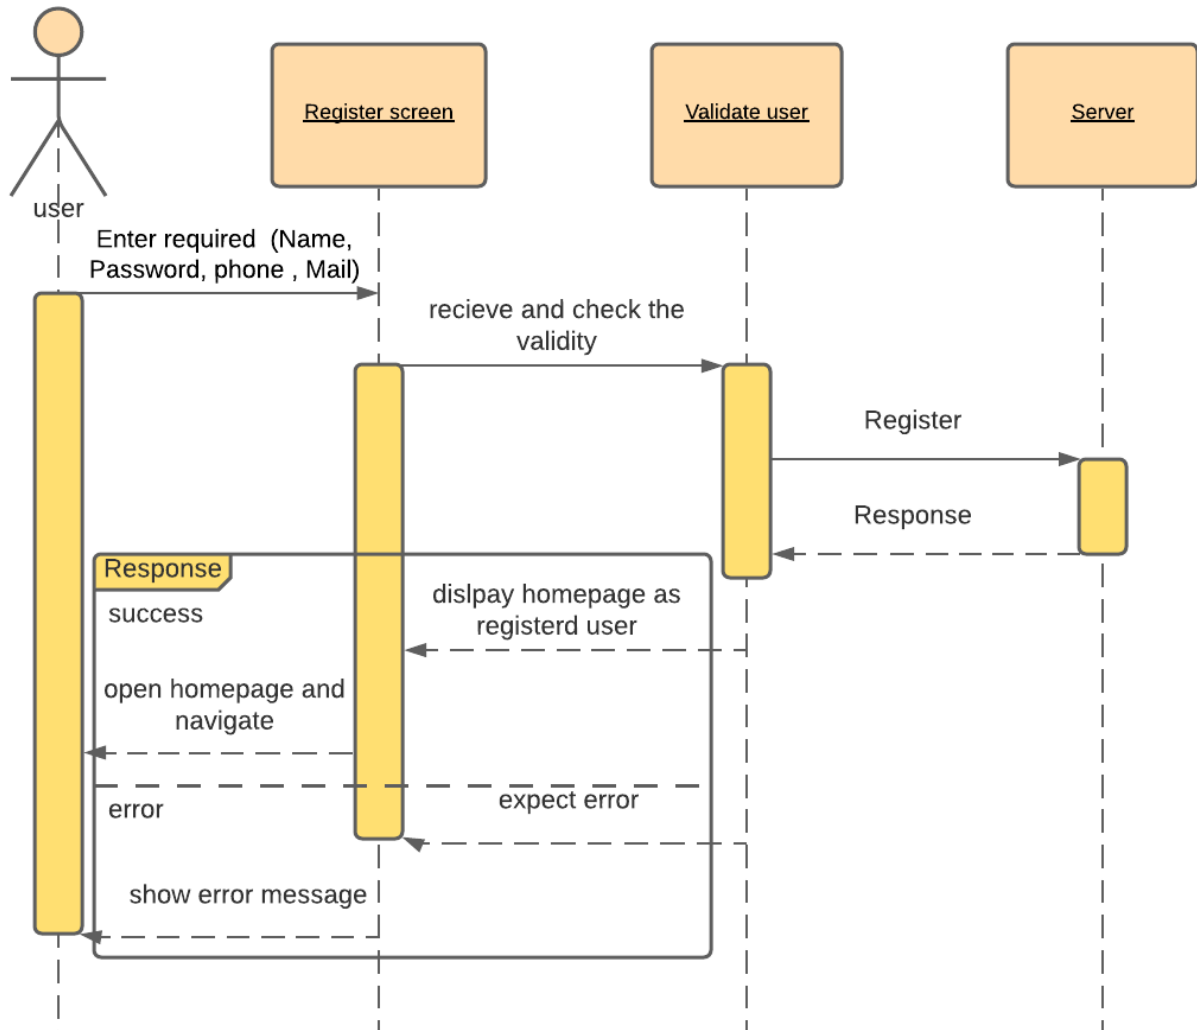 Register screen
Validate user
Server
user
Enter required  (Name,
Password, phone , Mail)
recieve and check the
validity
Register
Response
Response
success
dislpay homepage as
registerd user
open homepage and
navigate
error
expect error
show error message